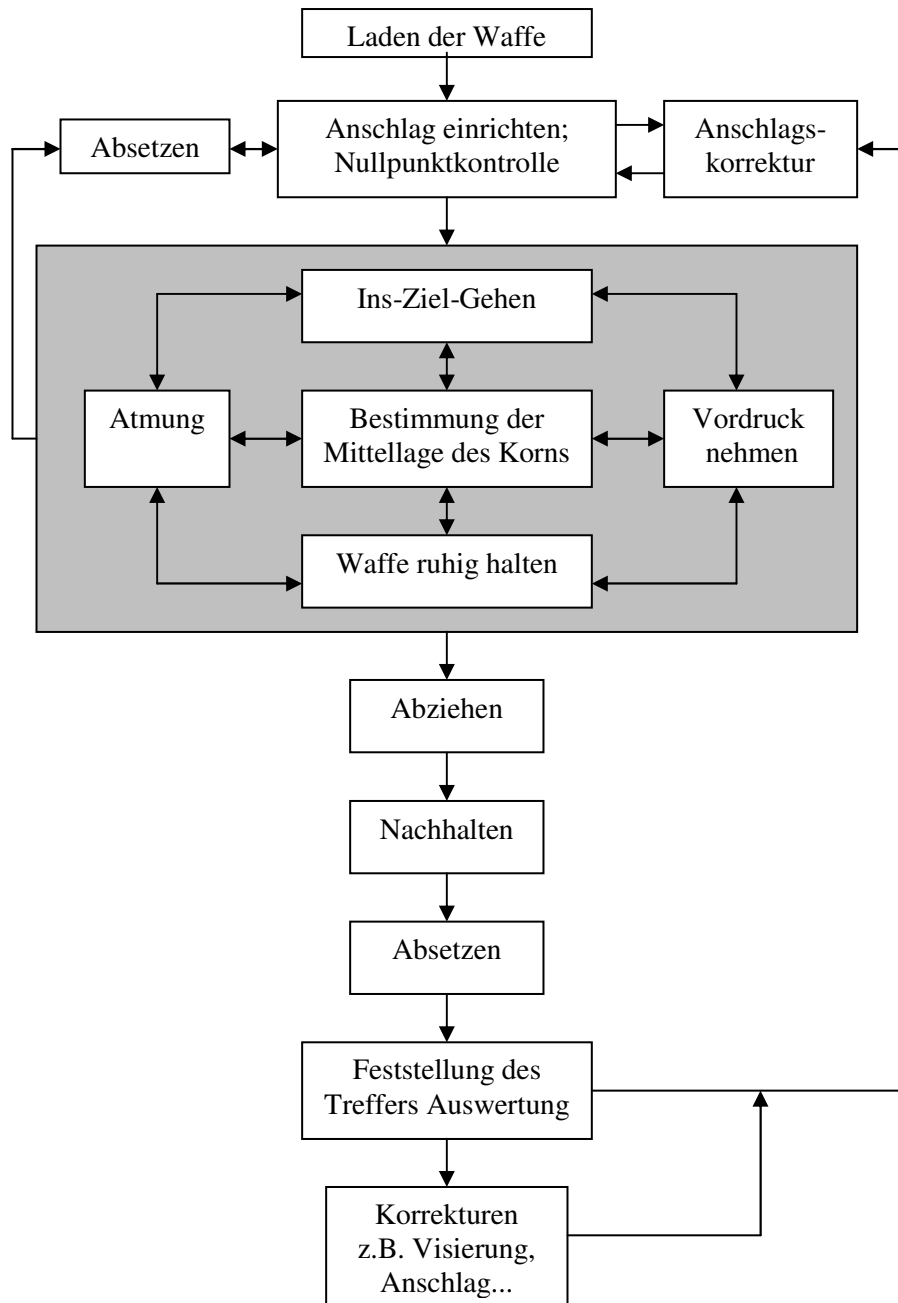 Laden der Waffe
Absetzen
Anschlag einrichten;
Nullpunktkontrolle
Anschlags-
korrektur
Ins-Ziel-Gehen
Atmung
Bestimmung der
Mittellage des Korns
Vordruck
nehmen
Waffe ruhig halten
Abziehen
Nachhalten
Absetzen
Feststellung des
Treffers Auswertung
Korrekturen
z.B. Visierung,
Anschlag...